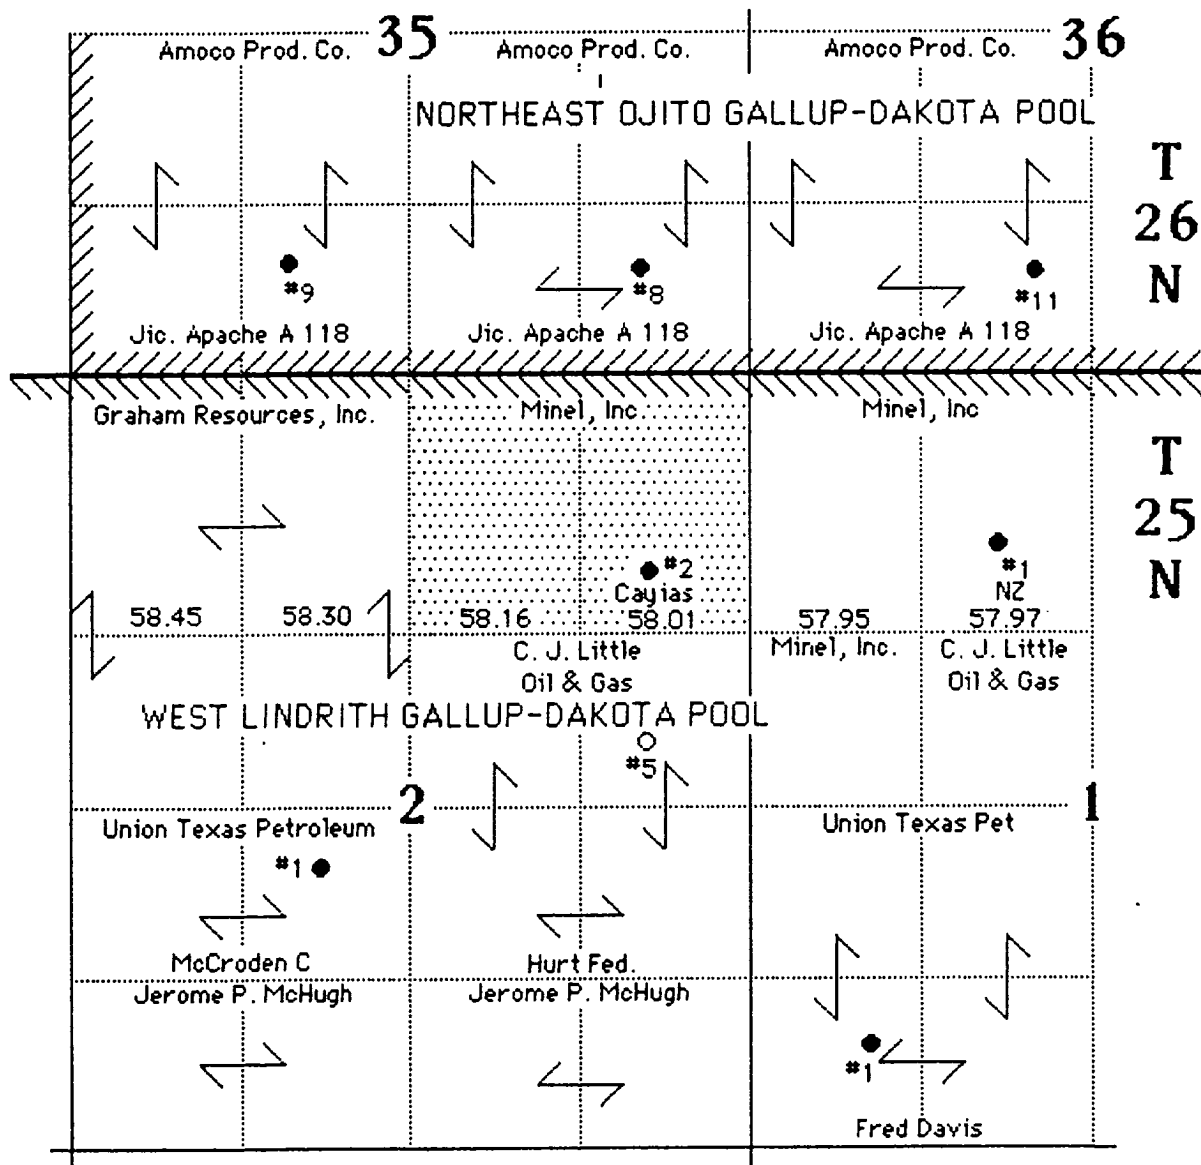 35
36
Amoco Prod. Co.
Amoco Prod. Co.
Amoco Prod. Co.
NORTHEAST OJITO GALLUP-DAKOTA POOL
T
26
N
#9
#8
#11
Jic. Apache A 118
Jic. Apache A 118
Jic. Apache A 118
Graham Resources, Inc.
Minel, Inc.
Minel, Inc
T
25
N
#2
Cayias
#1
NZ
58.45
58.30
58.16
58.01
57.95
57.97
C. J. Little
Oil & Gas
Minel, Inc.
C. J. Little
Oil & Gas
WEST LINDRITH GALLUP-DAKOTA POOL
#5
2
1
Union Texas Petroleum
Union Texas Pet
#1
McCroden C
Hurt Fed.
Jerome P. McHugh
Jerome P. McHugh
#1
Fred Davis